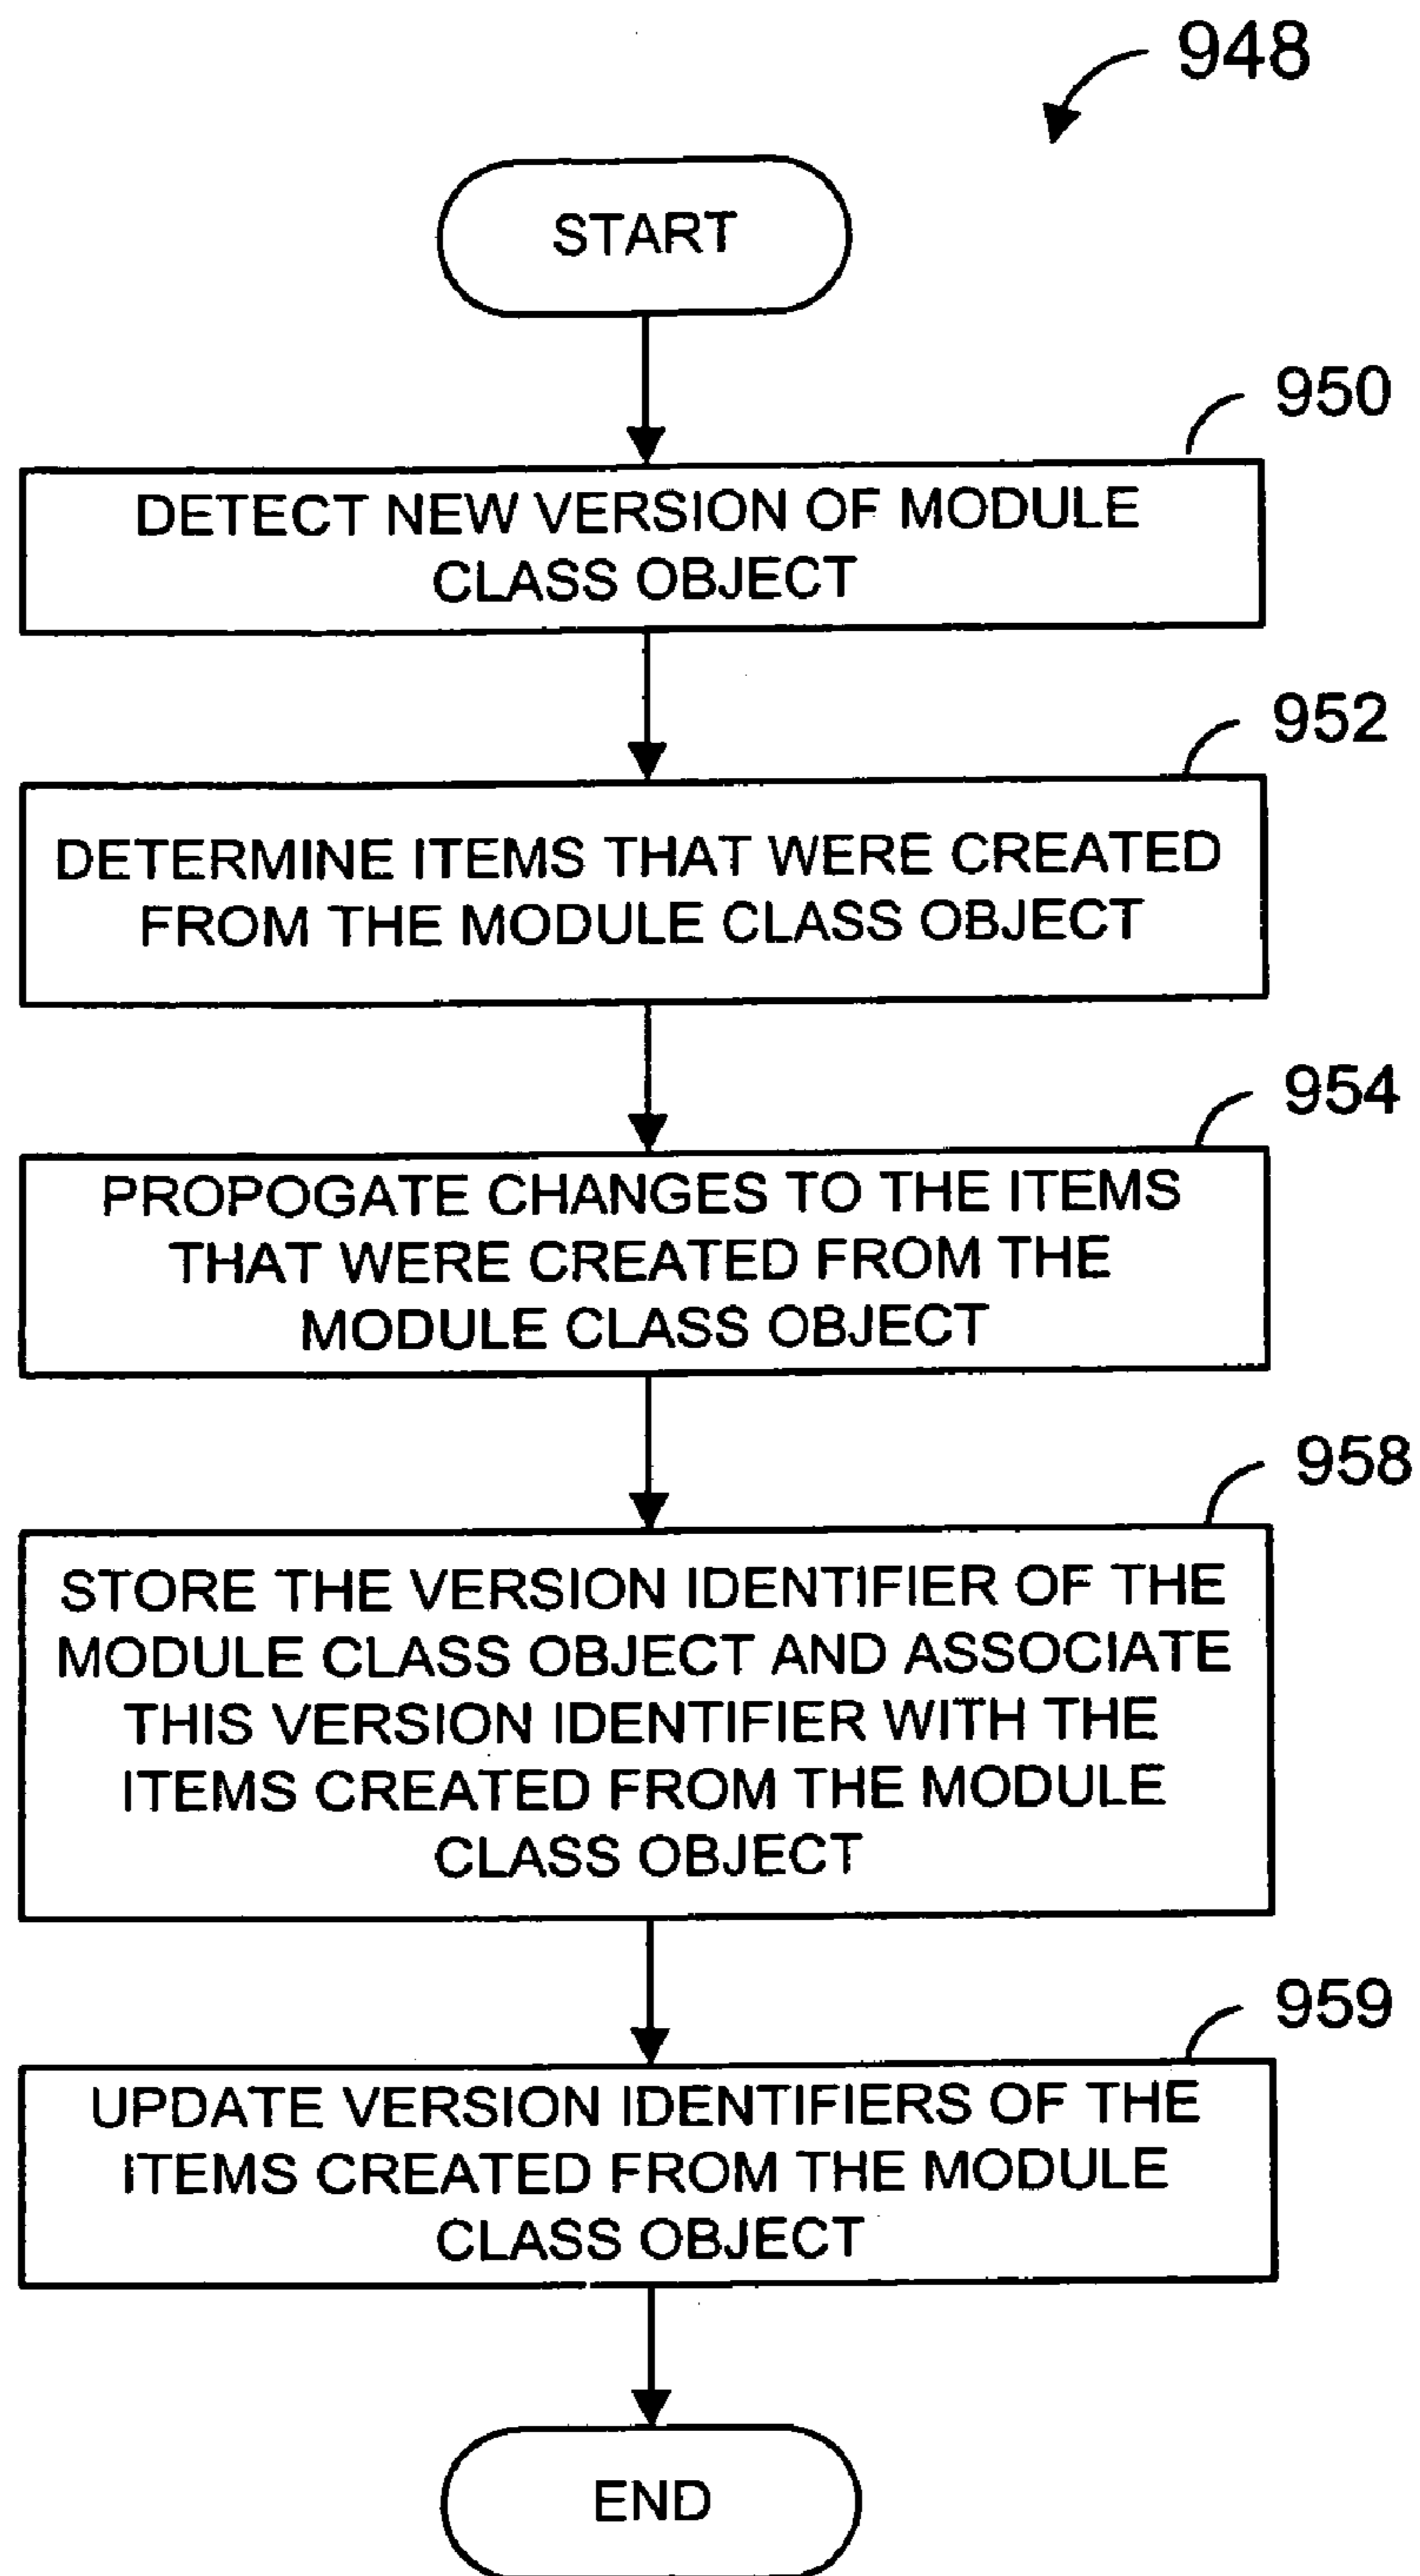 948
START
950
DETECT NEW VERSION OF MODULE
CLASS OBJECT
952
DETERMINE ITEMS THAT WERE CREATED
FROM THE MODULE CLASS OBJECT
954
PROPOGATE CHANGES TO THE ITEMS
THAT WERE CREATED FROM THE
MODULE CLASS OBJECT
958
STORE THE VERSION IDENTIFIER OF THE
MODULE CLASS OBJECT AND ASSOCIATE
THIS VERSION IDENTIFIER WITH THE
ITEMS CREATED FROM THE MODULE
CLASS OBJECT
959
UPDATE VERSION IDENTIFIERS OF THE
ITEMS CREATED FROM THE MODULE
CLASS OBJECT
END